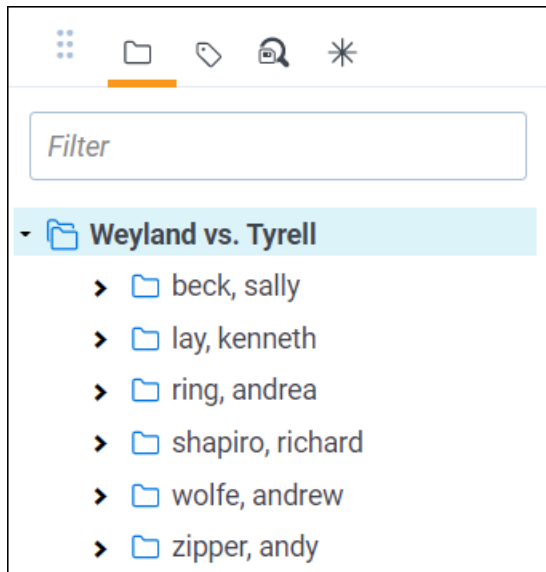 Filter
Weyland vs. Tyrell
beck, sally
lay, kenneth
ring, andrea
shapiro, richard
wolfe, andrew
zipper, andy